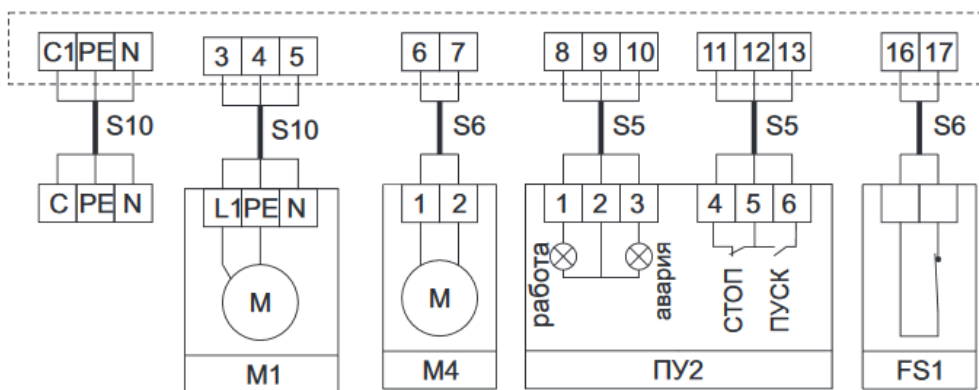 C1 PE N
3 4 5
6 7
8 9 10
11 12 13
16 17
S10
S10
S6
S5
S5
S6
C PE N
L1 PE N
1 2
1 2 3
4 5 6
работа
авария
СТОП
ПУСК
М
М
М1
М4
ПУ2
FS1